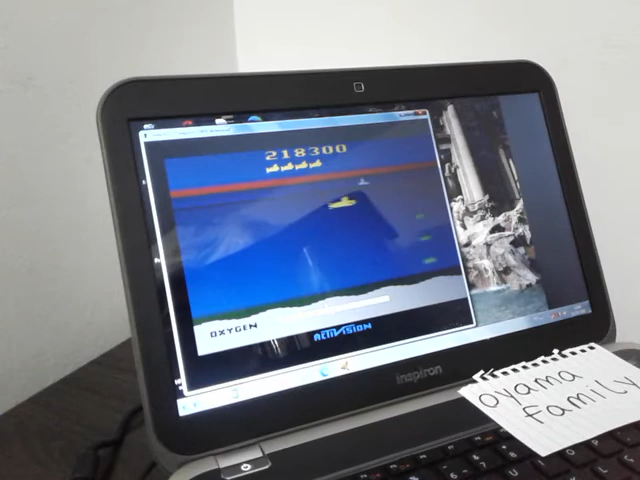 218300
OXYGEN
ACTIVISION
inspiron
oyama
family